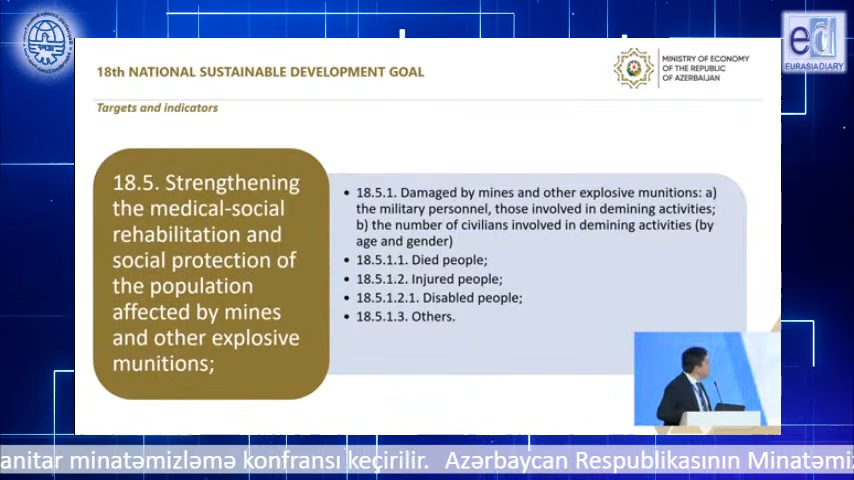 18th NATIONAL SUSTAINABLE DEVELOPMENT GOAL
MINISTRY OF ECONOMY
OF THE REPUBLIC
OF AZERBAIJAN
ed
EURASIADIARY
Targets and indicators
18.5. Strengthening
the medical-social
rehabilitation and
social protection of
the population
affected by mines
and other explosive
munitions;
• 18.5.1. Damaged by mines and other explosive munitions: a)
the military personnel, those involved in demining activities;
b) the number of civilians involved in demining activities (by
age and gender)
• 18.5.1.1. Died people;
• 18.5.1.2. Injured people;
• 18.5.1.2.1. Disabled people;
• 18.5.1.3. Others.
anitar minatəmizləmə konfransı keçirilir. Azərbaycan Respublikasının Minatəmi